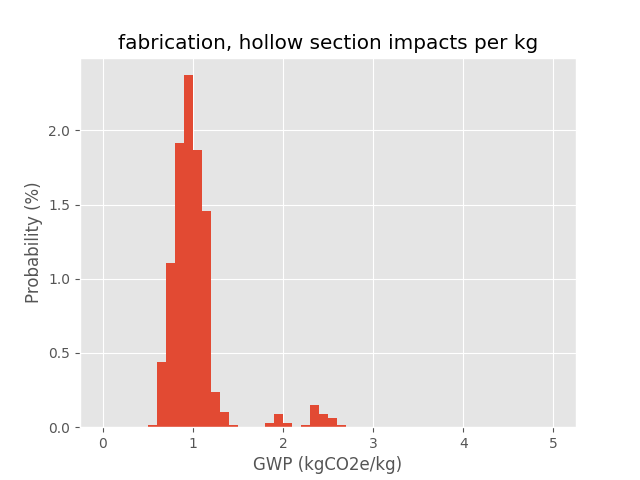 fabrication, hollow section impacts per kg
2.0
1.5
1.0
0.5
0.0
Probability (%)
0 1 2 3 4 5
GWP (kgCO2e/kg)